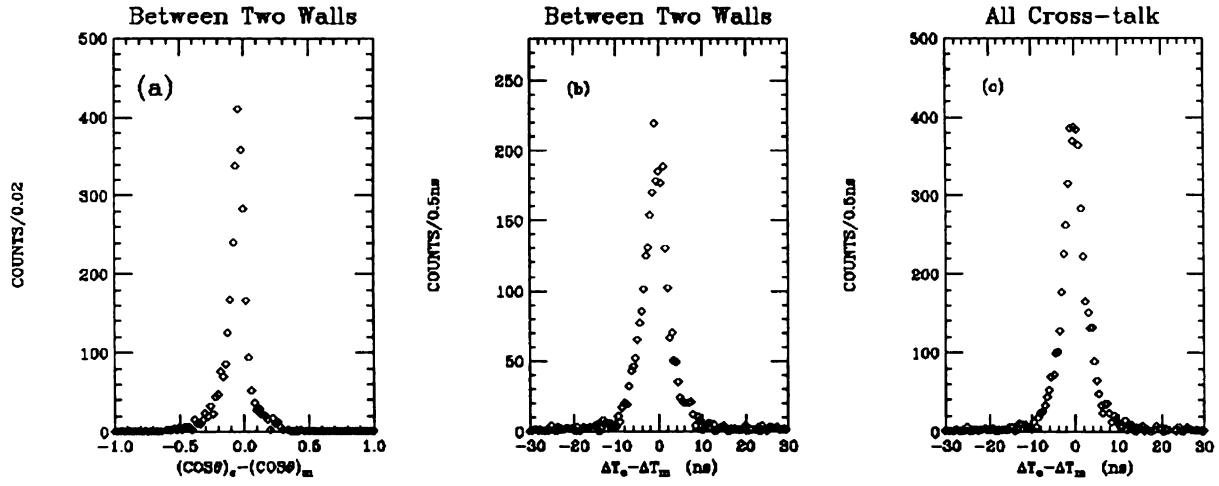 Between Two Walls
500
400
300
200
100
0
COUNTS/0.02
(a)
-1.0 -0.5 0.0 0.5 1.0
(COSθ)c-(COSθ)m
Between Two Walls
250
200
150
100
50
0
COUNTS/0.5ns
(b)
-30 -20 -10 0 10 20 30
ΔTe-ΔTm (ns)
All Cross-talk
500
400
300
200
100
0
COUNTS/0.5ns
(c)
-30 -20 -10 0 10 20 30
ΔTe-ΔTm (ns)